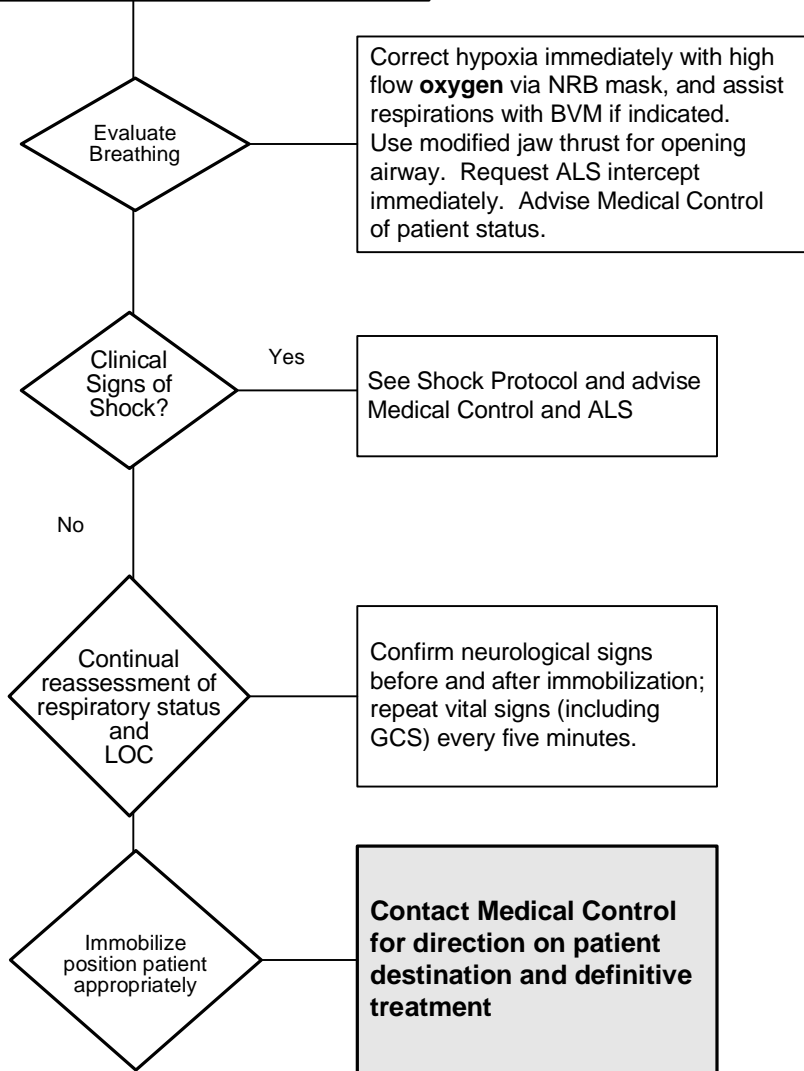 Evaluate
Breathing
Correct hypoxia immediately with high
flow oxygen via NRB mask, and assist
respirations with BVM if indicated.
Use modified jaw thrust for opening
airway.  Request ALS intercept
immediately.  Advise Medical Control
of patient status.
Clinical
Signs of
Shock?
Yes
See Shock Protocol and advise
Medical Control and ALS
No
Continual
reassessment of
respiratory status
and
LOC
Confirm neurological signs
before and after immobilization;
repeat vital signs (including
GCS) every five minutes.
Immobilize
position patient
appropriately
Contact Medical Control
for direction on patient
destination and definitive
treatment